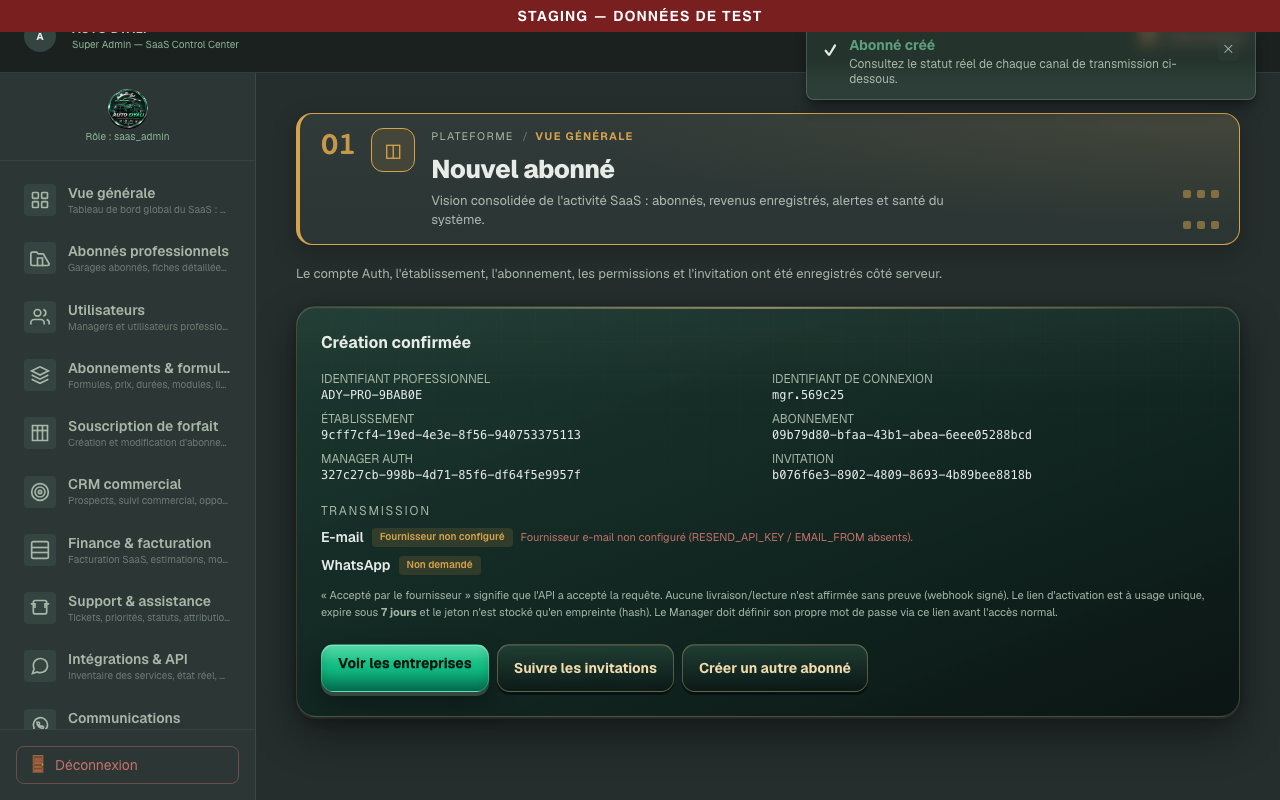 STAGING — DONNÉES DE TEST
A
Super Admin — SaaS Control Center
Abonné créé
Consultez le statut réel de chaque canal de transmission ci-
dessous.
AUTO DYALI
Rôle : saas_admin
Vue générale
Tableau de bord global du SaaS : …
Abonnés professionnels
Garages abonnés, fiches détaillée…
Utilisateurs
Managers et utilisateurs professio…
Abonnements & formul…
Formules, prix, durées, modules, li…
Souscription de forfait
Création et modification d'abonne…
CRM commercial
Prospects, suivi commercial, oppo…
Finance & facturation
Facturation SaaS, estimations, mo…
Support & assistance
Tickets, priorités, statuts, attributio…
Intégrations & API
Inventaire des services, état réel, …
Communications
Déconnexion
01
PLATEFORME / VUE GÉNÉRALE
Nouvel abonné
Vision consolidée de l'activité SaaS : abonnés, revenus enregistrés, alertes et santé du
système.
Le compte Auth, l'établissement, l'abonnement, les permissions et l'invitation ont été enregistrés côté serveur.
Création confirmée
IDENTIFIANT PROFESSIONNEL
ADY-PRO-9BAB0E
IDENTIFIANT DE CONNEXION
mgr.569c25
ÉTABLISSEMENT
9cff7cf4-19ed-4e3e-8f56-940753375113
ABONNEMENT
09b79d80-bfaa-43b1-abea-6eee05288bcd
MANAGER AUTH
327c27cb-998b-4d71-85f6-df64f5e9957f
INVITATION
b076f6e3-8902-4809-8693-4b89bee8818b
TRANSMISSION
E-mail Fournisseur non configuré Fournisseur e-mail non configuré (RESEND_API_KEY / EMAIL_FROM absents).
WhatsApp Non demandé
« Accepté par le fournisseur » signifie que l'API a accepté la requête. Aucune livraison/lecture n'est affirmée sans preuve (webhook signé). Le lien d'activation est à usage unique,
expire sous 7 jours et le jeton n'est stocké qu'en empreinte (hash). Le Manager doit définir son propre mot de passe via ce lien avant l'accès normal.
Voir les entreprises
Suivre les invitations
Créer un autre abonné